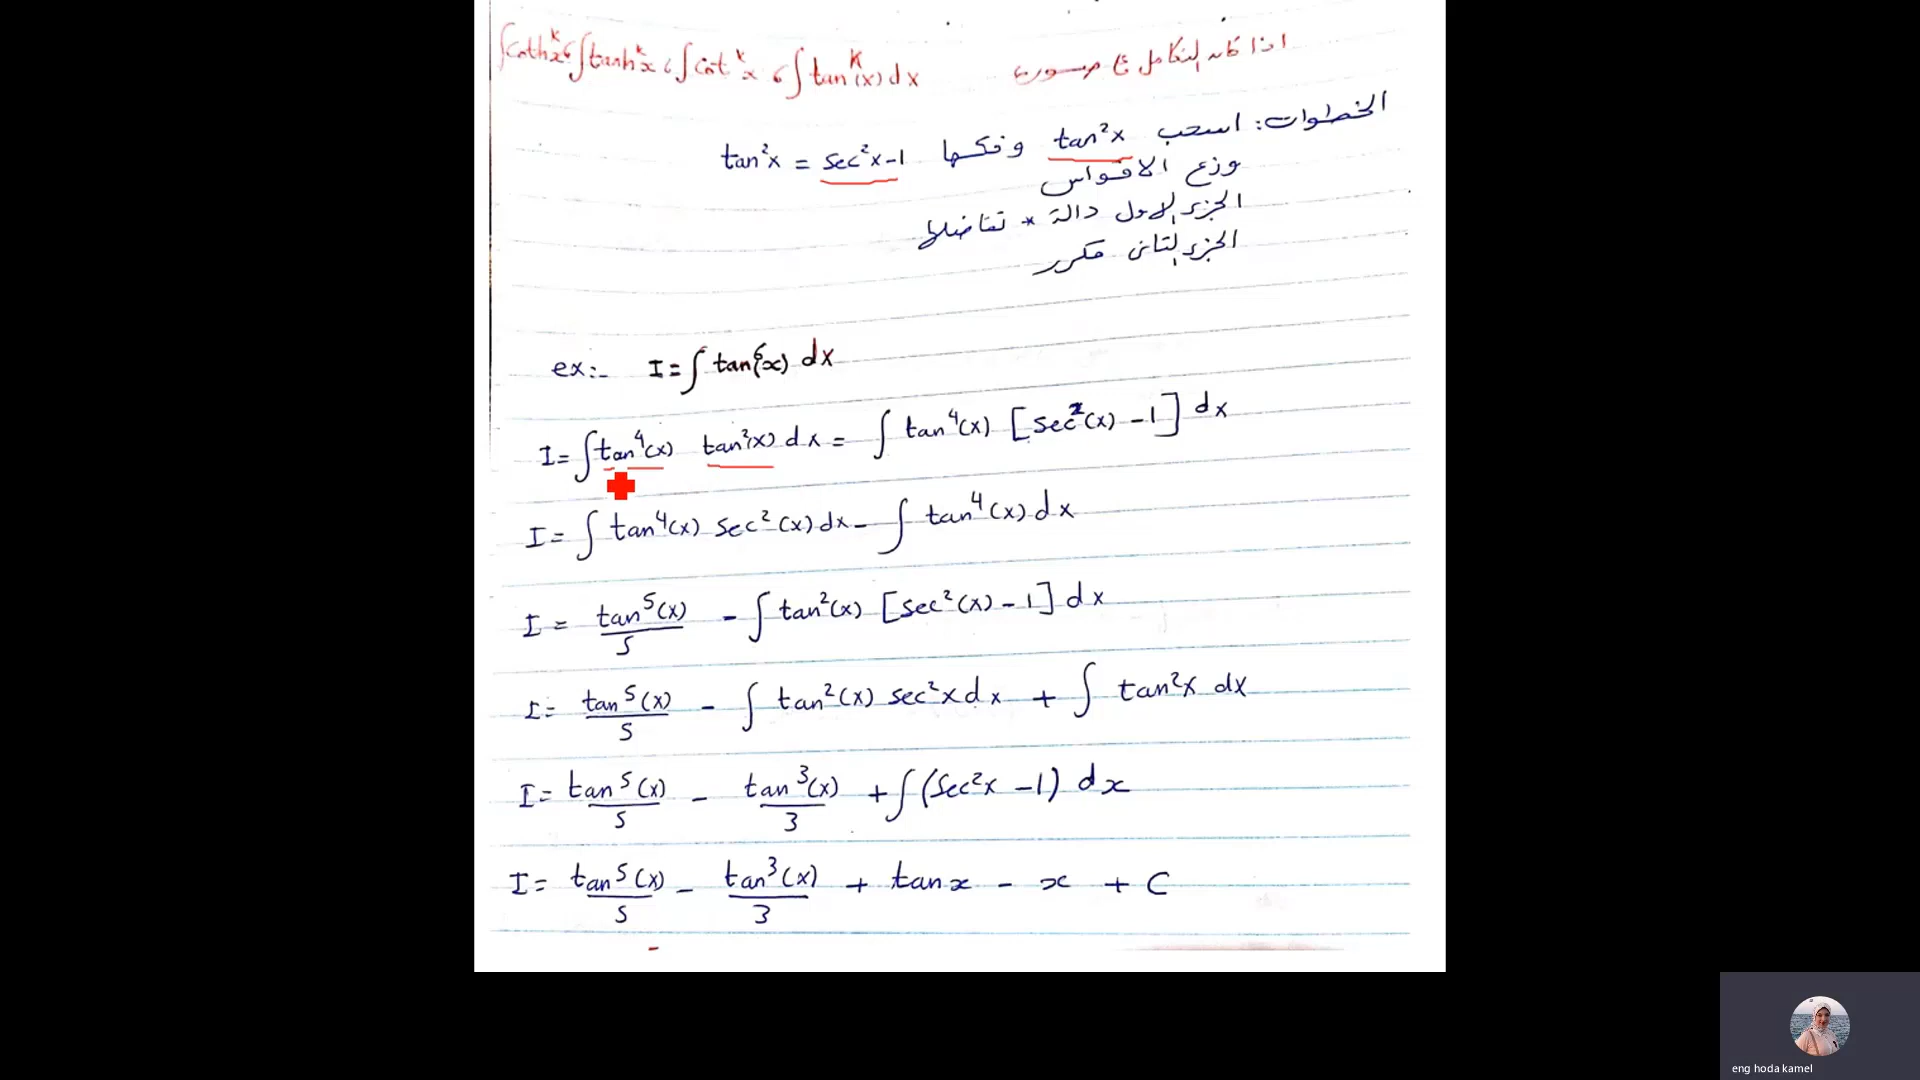 اذا كان التكامل على صورت ∫tan^k(x) dx ، ∫cot^k x ، ∫tanh^k x ، ∫coth^k x
الخطوات: اسحب tan²x وفكها tan²x = sec²x-1
وزع الاقواس
الجزء الاول دالة * تفاضلها
الجزء الثانى مكرر
ex:- I = ∫ tan⁶(x) dx
I = ∫ tan⁴(x) tan²(x) dx = ∫ tan⁴(x) [sec²(x) - 1] dx
I = ∫ tan⁴(x) sec²(x) dx - ∫ tan⁴(x) dx
I = tan⁵(x)/5 - ∫ tan²(x) [sec²(x) - 1] dx
I = tan⁵(x)/5 - ∫ tan²(x) sec²x dx + ∫ tan²x dx
I = tan⁵(x)/5 - tan³(x)/3 + ∫ (sec²x - 1) dx
I = tan⁵(x)/5 - tan³(x)/3 + tan x - x + C
eng hoda kamel